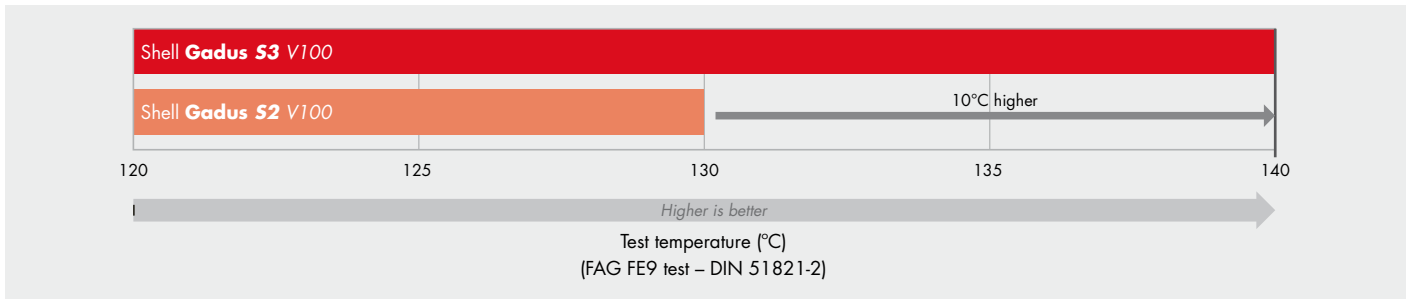 Shell Gadus S3 V100
Shell Gadus S2 V100
10°C higher
120 125 130 135 140
Higher is better
Test temperature (°C)
(FAG FE9 test – DIN 51821-2)